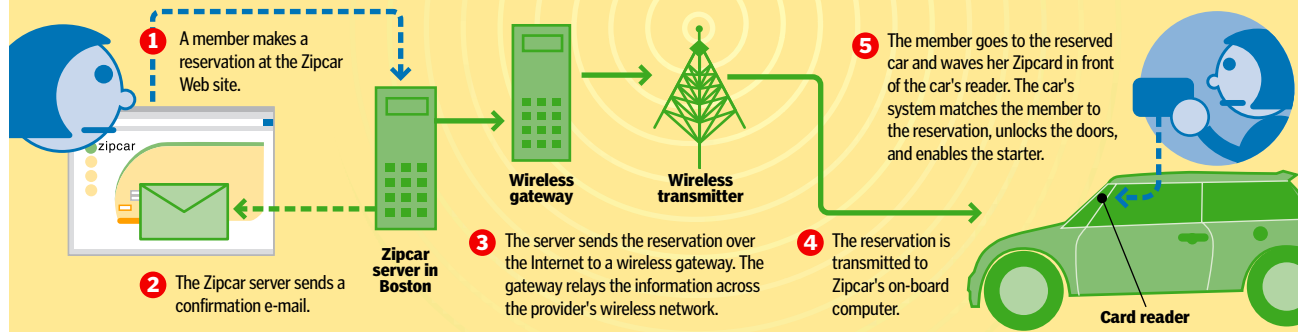 1 A member makes a
reservation at the Zipcar
Web site.
zipcar
2 The Zipcar server sends a
confirmation e-mail.
Zipcar
server in
Boston
Wireless
gateway
Wireless
transmitter
3 The server sends the reservation over
the Internet to a wireless gateway. The
gateway relays the information across
the provider's wireless network.
4 The reservation is
transmitted to
Zipcar's on-board
computer.
5 The member goes to the reserved
car and waves her Zipcard in front
of the car's reader. The car's
system matches the member to
the reservation, unlocks the doors,
and enables the starter.
Card reader